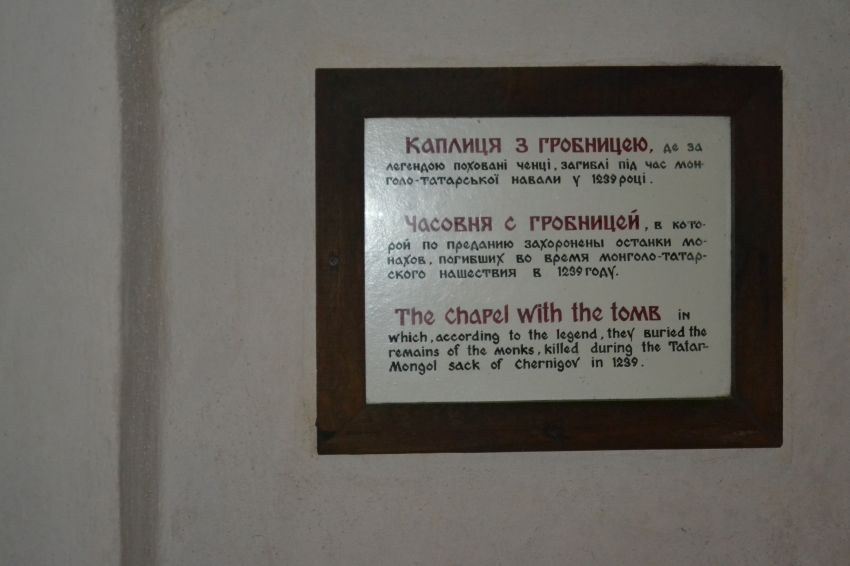 Каплиця з гробницею, де за
легендою поховані ченці, загиблі під час мон-
голо-татарської навали у 1239 році.
Часовня с гробницей, в кото-
рой по преданию захоронены останки мо-
нахов, погибших во время монголо-татар-
ского нашествия в 1239 году.
The Chapel with the tomb in
which, according to the legend, they buried the
remains of the monks, killed during the Tatar-
Mongol sack of Chernigov in 1239.